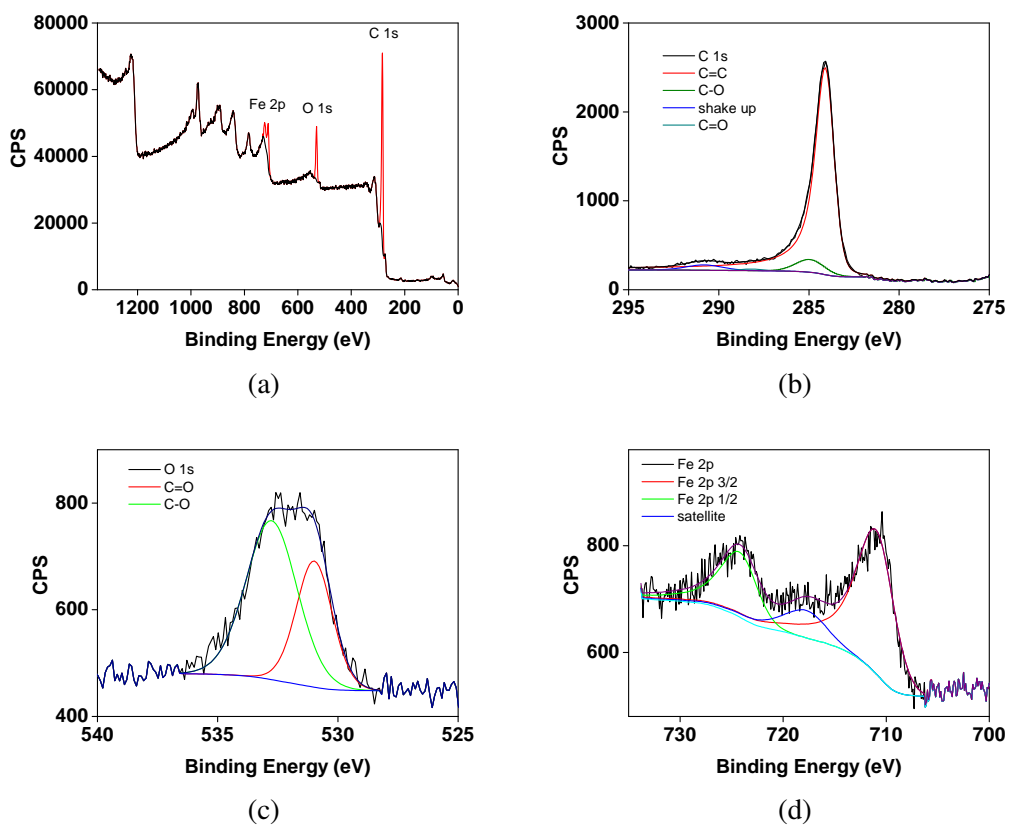 80000
60000
40000
20000
0
CPS
C 1s
Fe 2p
O 1s
1200 1000 800 600 400 200 0
Binding Energy (eV)
(a)
3000
2000
1000
0
CPS
C 1s
C=C
C-O
shake up
C=O
295 290 285 280 275
Binding Energy (eV)
(b)
800
600
400
CPS
O 1s
C=O
C-O
540 535 530 525
Binding Energy (eV)
(c)
800
600
CPS
Fe 2p
Fe 2p 3/2
Fe 2p 1/2
satellite
730 720 710 700
Binding Energy (eV)
(d)